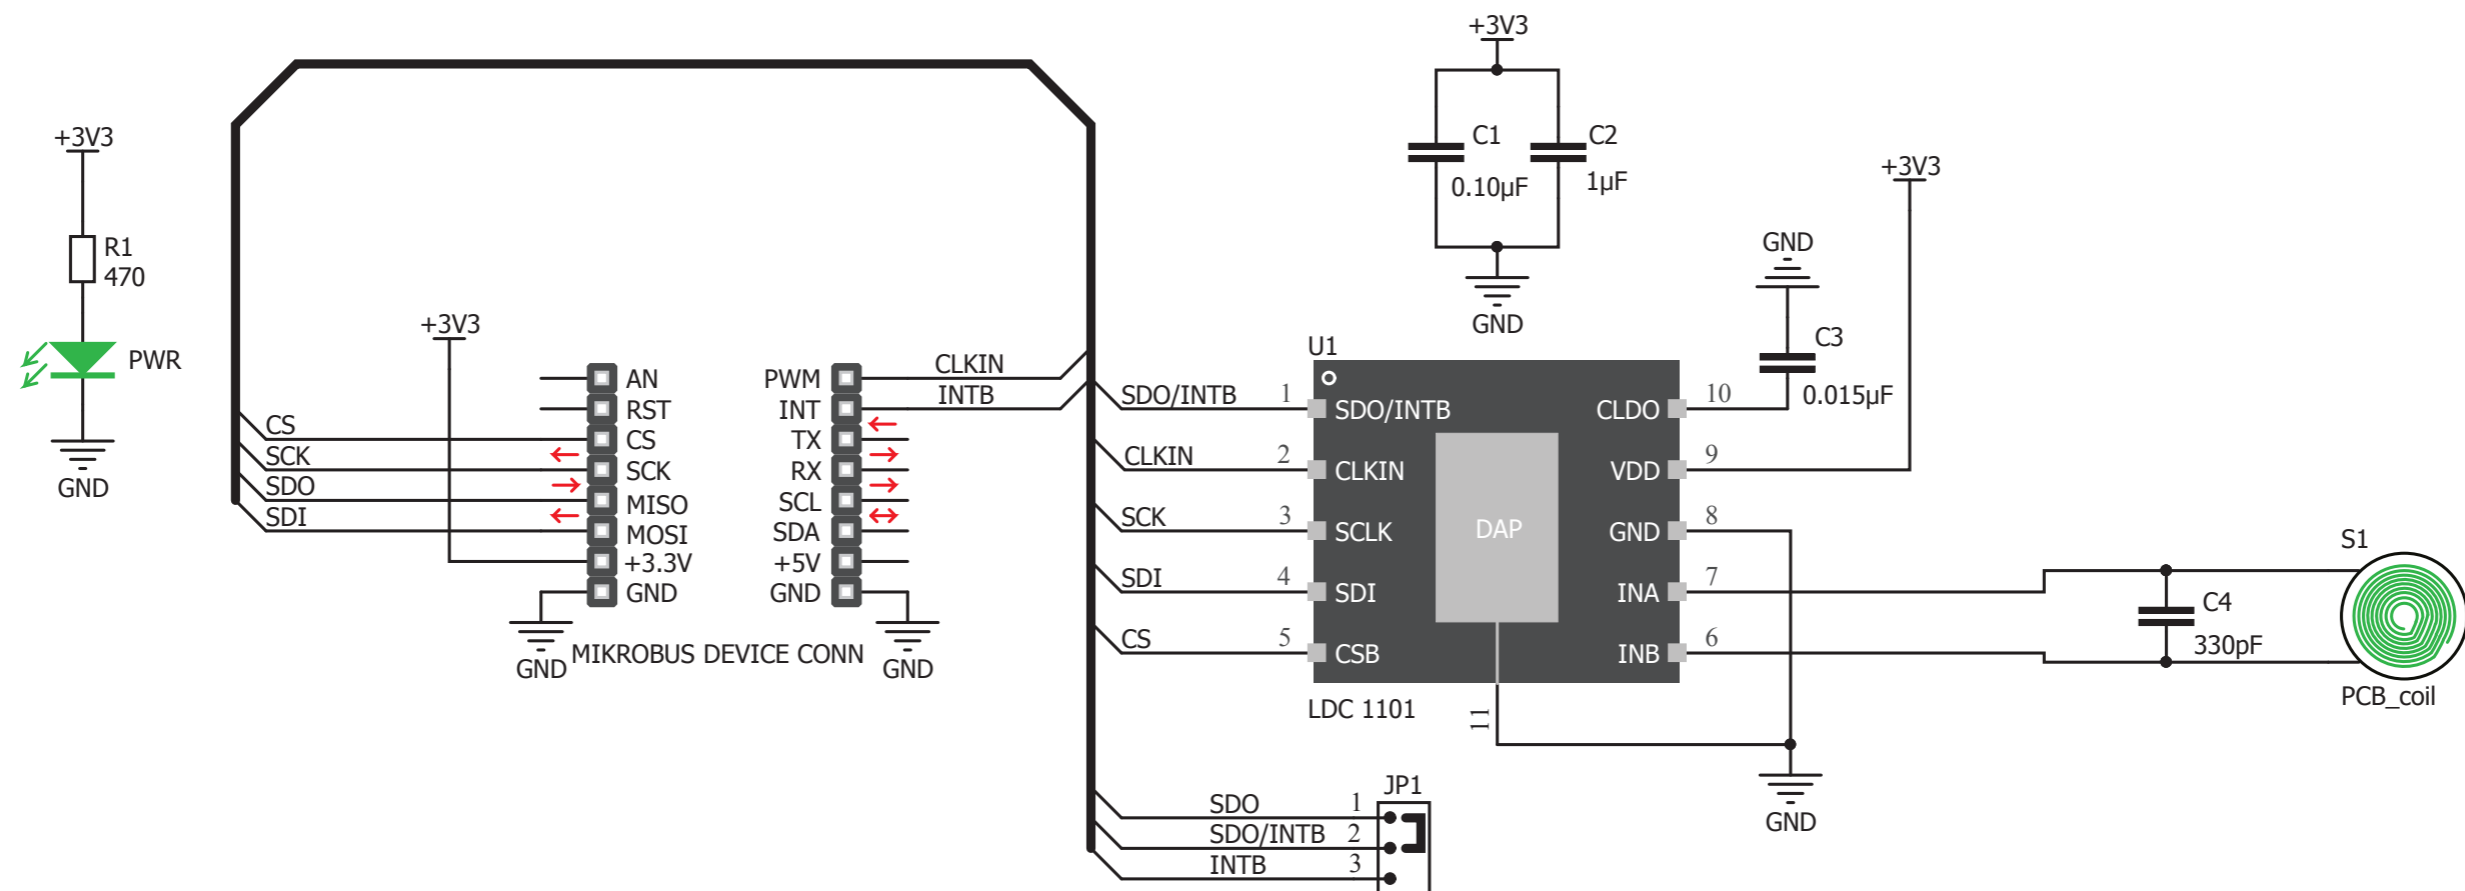 +3V3
R1
470
PWR
GND
CS
SCK
SDO
SDI
+3V3
AN
RST
CS
SCK
MISO
MOSI
+3.3V
GND
PWM
INT
TX
RX
SCL
SDA
+5V
GND
CLKIN
INTB
GND
MIKROBUS DEVICE CONN
GND
+3V3
C1
0.10µF
C2
1µF
GND
U1
SDO/INTB 1 SDO/INTB
CLKIN 2 CLKIN
SCK 3 SCLK
SDI 4 SDI
CS 5 CSB
DAP
CLDO 10
VDD 9
GND 8
INA 7
INB 6
LDC 1101
11
GND
C3
0.015µF
+3V3
GND
C4
330pF
S1
PCB_coil
JP1
SDO 1
SDO/INTB 2
INTB 3